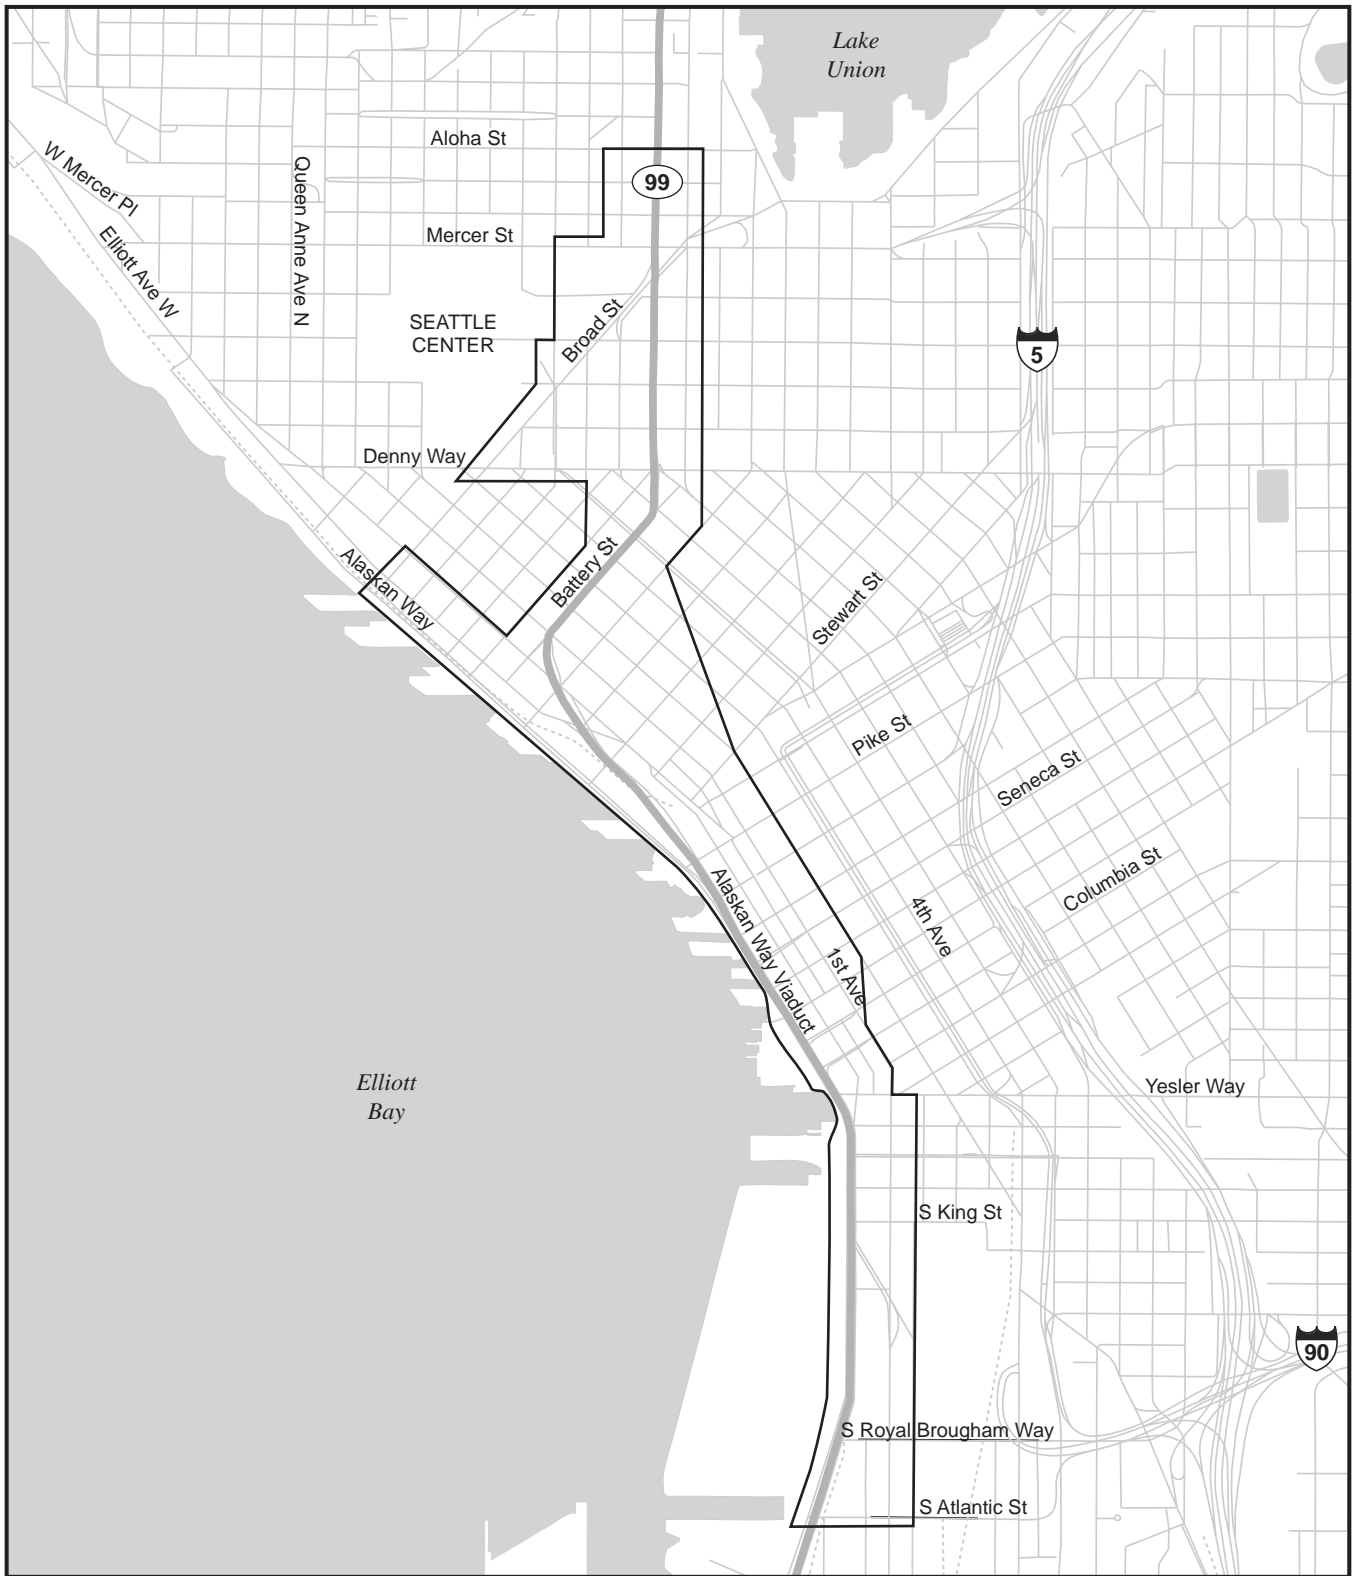 Lake
Union
Aloha St
W Mercer Pl
Queen Anne Ave N
99
Mercer St
Elliott Ave W
SEATTLE
CENTER
Broad St
5
Denny Way
Battery St
Alaskan Way
Stewart St
Pike St
Seneca St
Columbia St
Alaskan Way Viaduct
4th Ave
1st Ave
Elliott
Bay
Yesler Way
S King St
90
S Royal Brougham Way
S Atlantic St